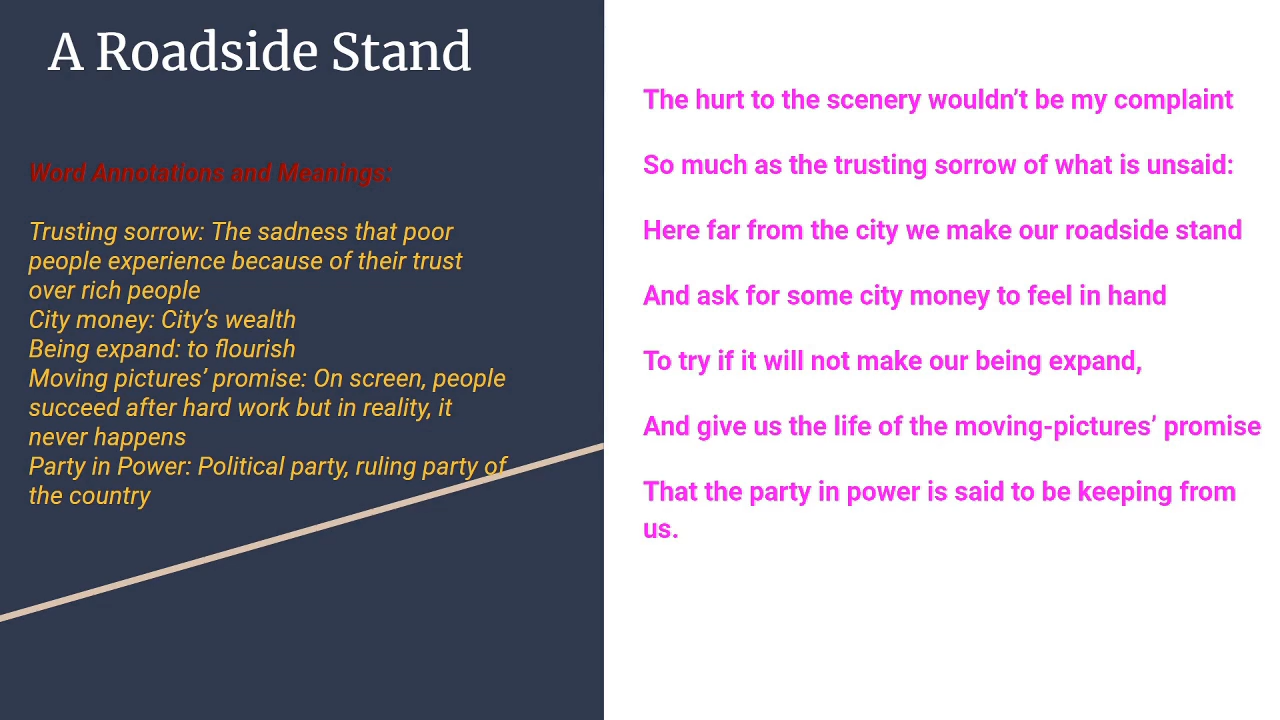 A Roadside Stand
Word Annotations and Meanings:
Trusting sorrow: The sadness that poor
people experience because of their trust
over rich people
City money: City’s wealth
Being expand: to flourish
Moving pictures’ promise: On screen, people
succeed after hard work but in reality, it
never happens
Party in Power: Political party, ruling party of
the country
The hurt to the scenery wouldn’t be my complaint
So much as the trusting sorrow of what is unsaid:
Here far from the city we make our roadside stand
And ask for some city money to feel in hand
To try if it will not make our being expand,
And give us the life of the moving-pictures’ promise
That the party in power is said to be keeping from
us.